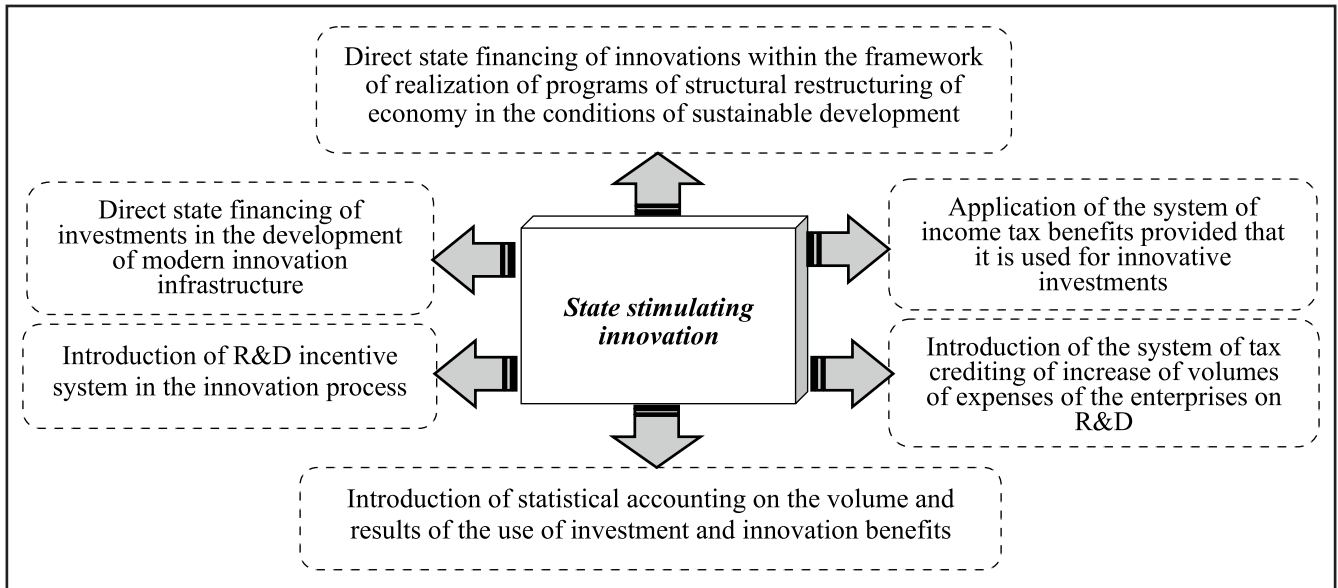 Direct state financing of innovations within the framework
of realization of programs of structural restructuring of
economy in the conditions of sustainable development
Direct state financing of
investments in the development
of modern innovation
infrastructure
Application of the system of
income tax benefits provided that
it is used for innovative
investments
State stimulating
innovation
Introduction of R&D incentive
system in the innovation process
Introduction of the system of tax
crediting of increase of volumes
of expenses of the enterprises on
R&D
Introduction of statistical accounting on the volume and
results of the use of investment and innovation benefits